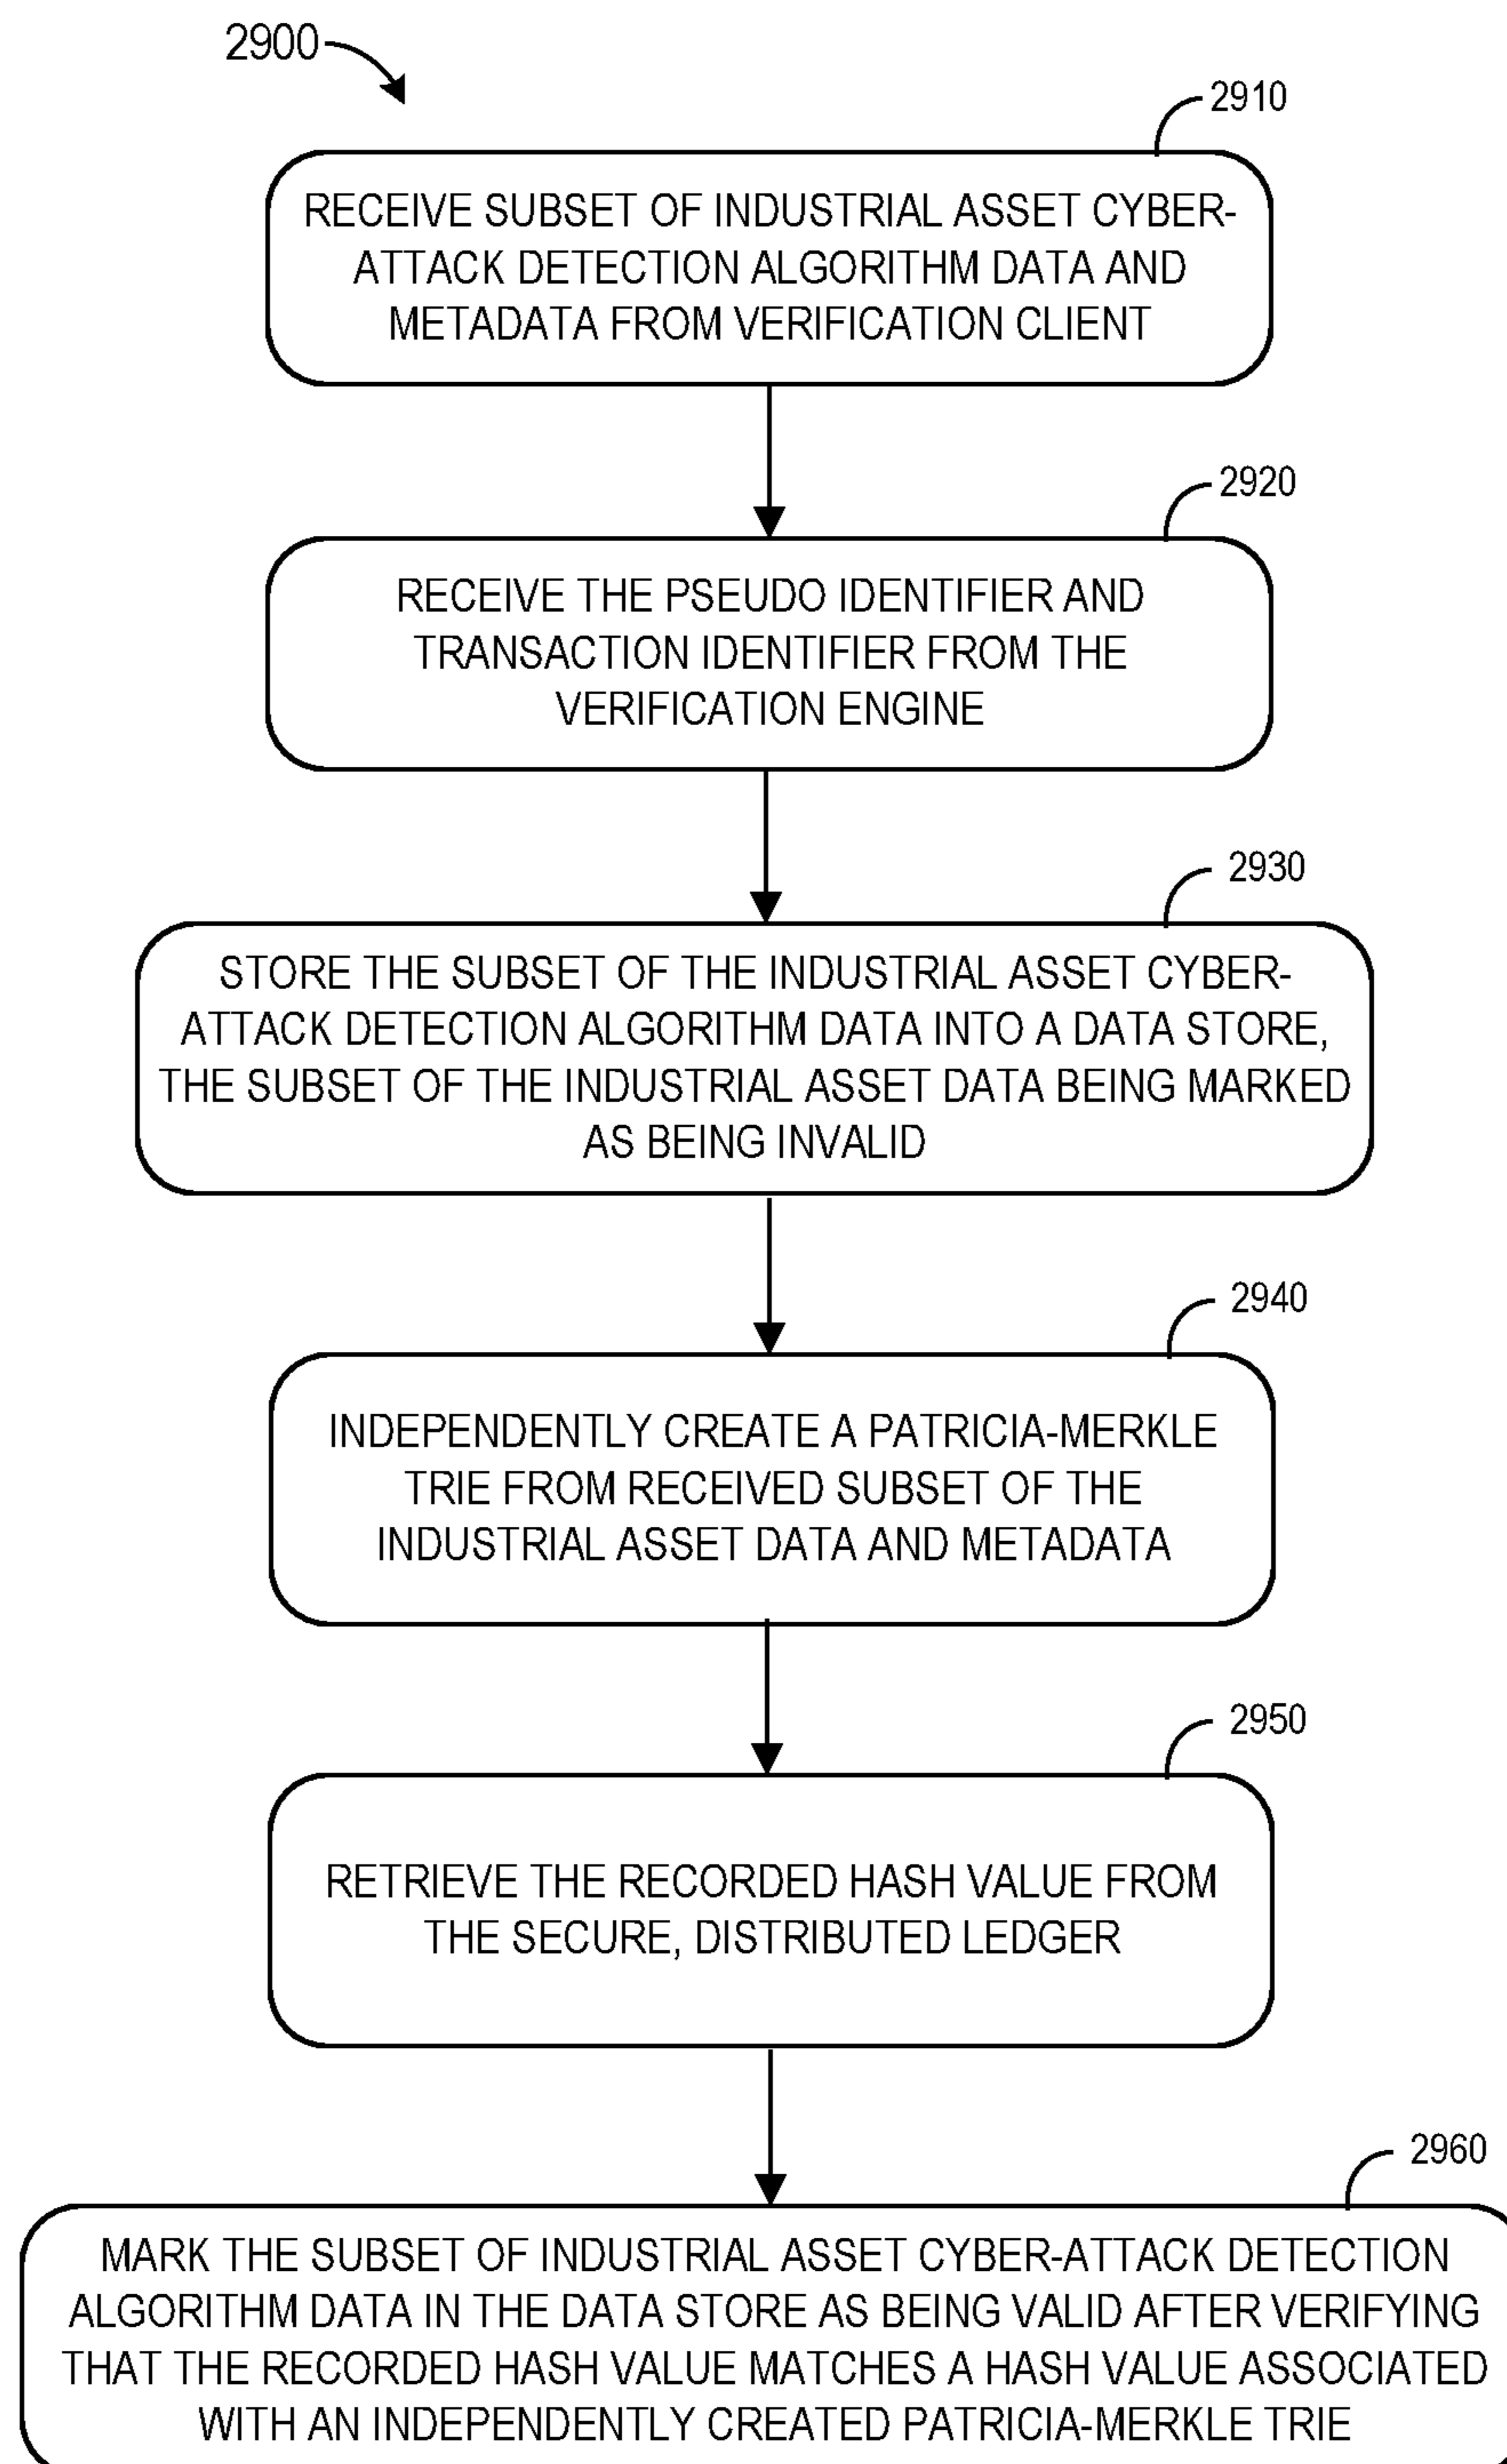 2900
2910
RECEIVE SUBSET OF INDUSTRIAL ASSET CYBER-
ATTACK DETECTION ALGORITHM DATA AND
METADATA FROM VERIFICATION CLIENT
2920
RECEIVE THE PSEUDO IDENTIFIER AND
TRANSACTION IDENTIFIER FROM THE
VERIFICATION ENGINE
2930
STORE THE SUBSET OF THE INDUSTRIAL ASSET CYBER-
ATTACK DETECTION ALGORITHM DATA INTO A DATA STORE,
THE SUBSET OF THE INDUSTRIAL ASSET DATA BEING MARKED
AS BEING INVALID
2940
INDEPENDENTLY CREATE A PATRICIA-MERKLE
TRIE FROM RECEIVED SUBSET OF THE
INDUSTRIAL ASSET DATA AND METADATA
2950
RETRIEVE THE RECORDED HASH VALUE FROM
THE SECURE, DISTRIBUTED LEDGER
2960
MARK THE SUBSET OF INDUSTRIAL ASSET CYBER-ATTACK DETECTION
ALGORITHM DATA IN THE DATA STORE AS BEING VALID AFTER VERIFYING
THAT THE RECORDED HASH VALUE MATCHES A HASH VALUE ASSOCIATED
WITH AN INDEPENDENTLY CREATED PATRICIA-MERKLE TRIE